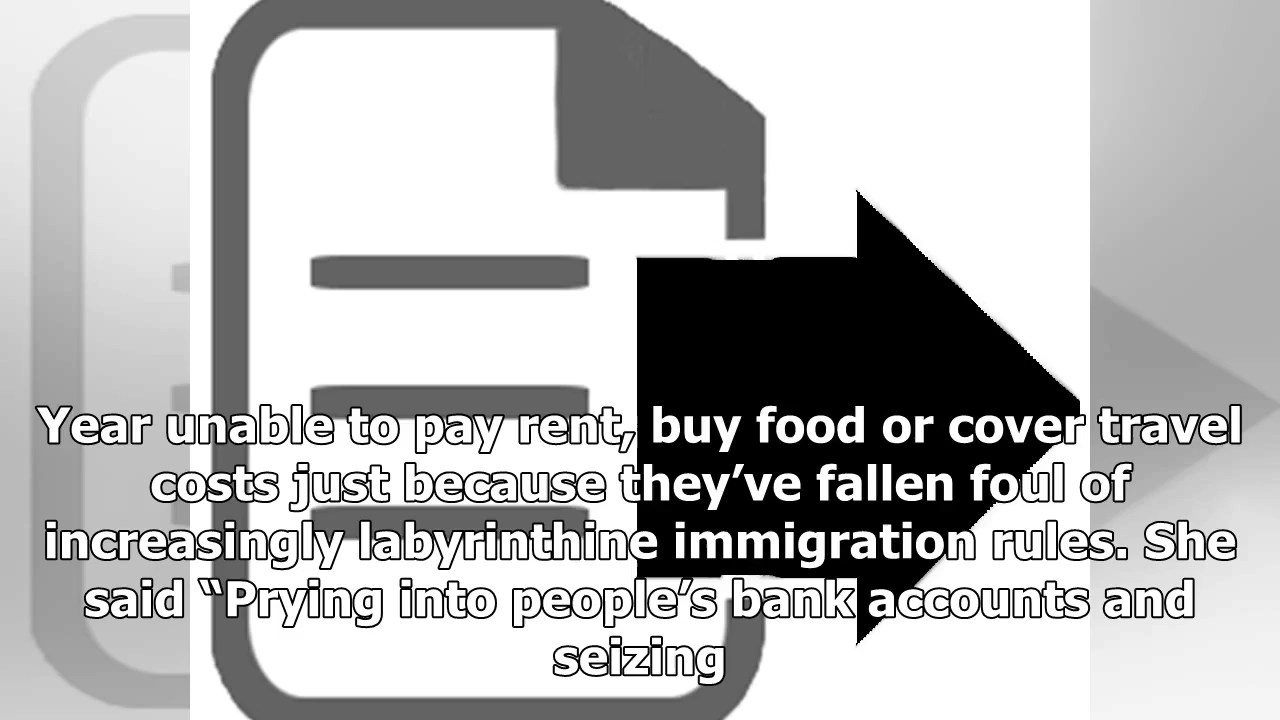 Year unable to pay rent, buy food or cover travel
costs just because they’ve fallen foul of
increasingly labyrinthine immigration rules. She
said “Prying into people’s bank accounts and
seizing